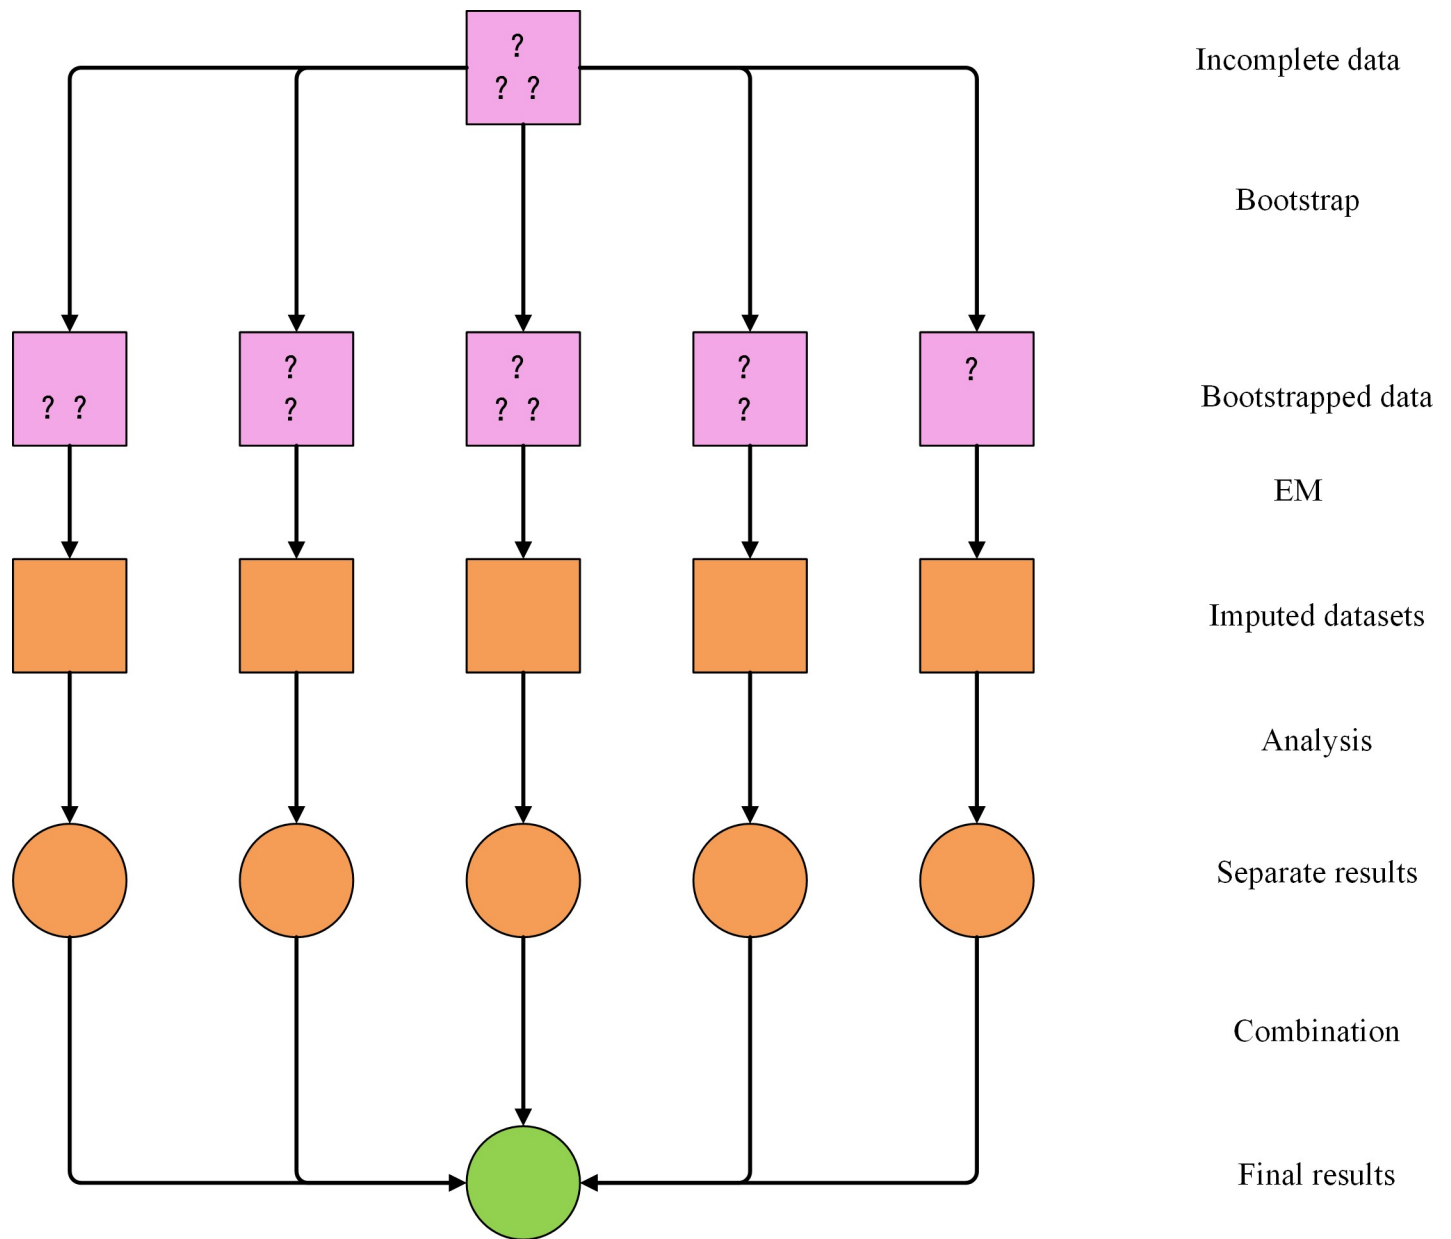 ?
? ?
Incomplete data
Bootstrap
? ?
?
?
?
? ?
?
?
?
Bootstrapped data
EM
Imputed datasets
Analysis
Separate results
Combination
Final results